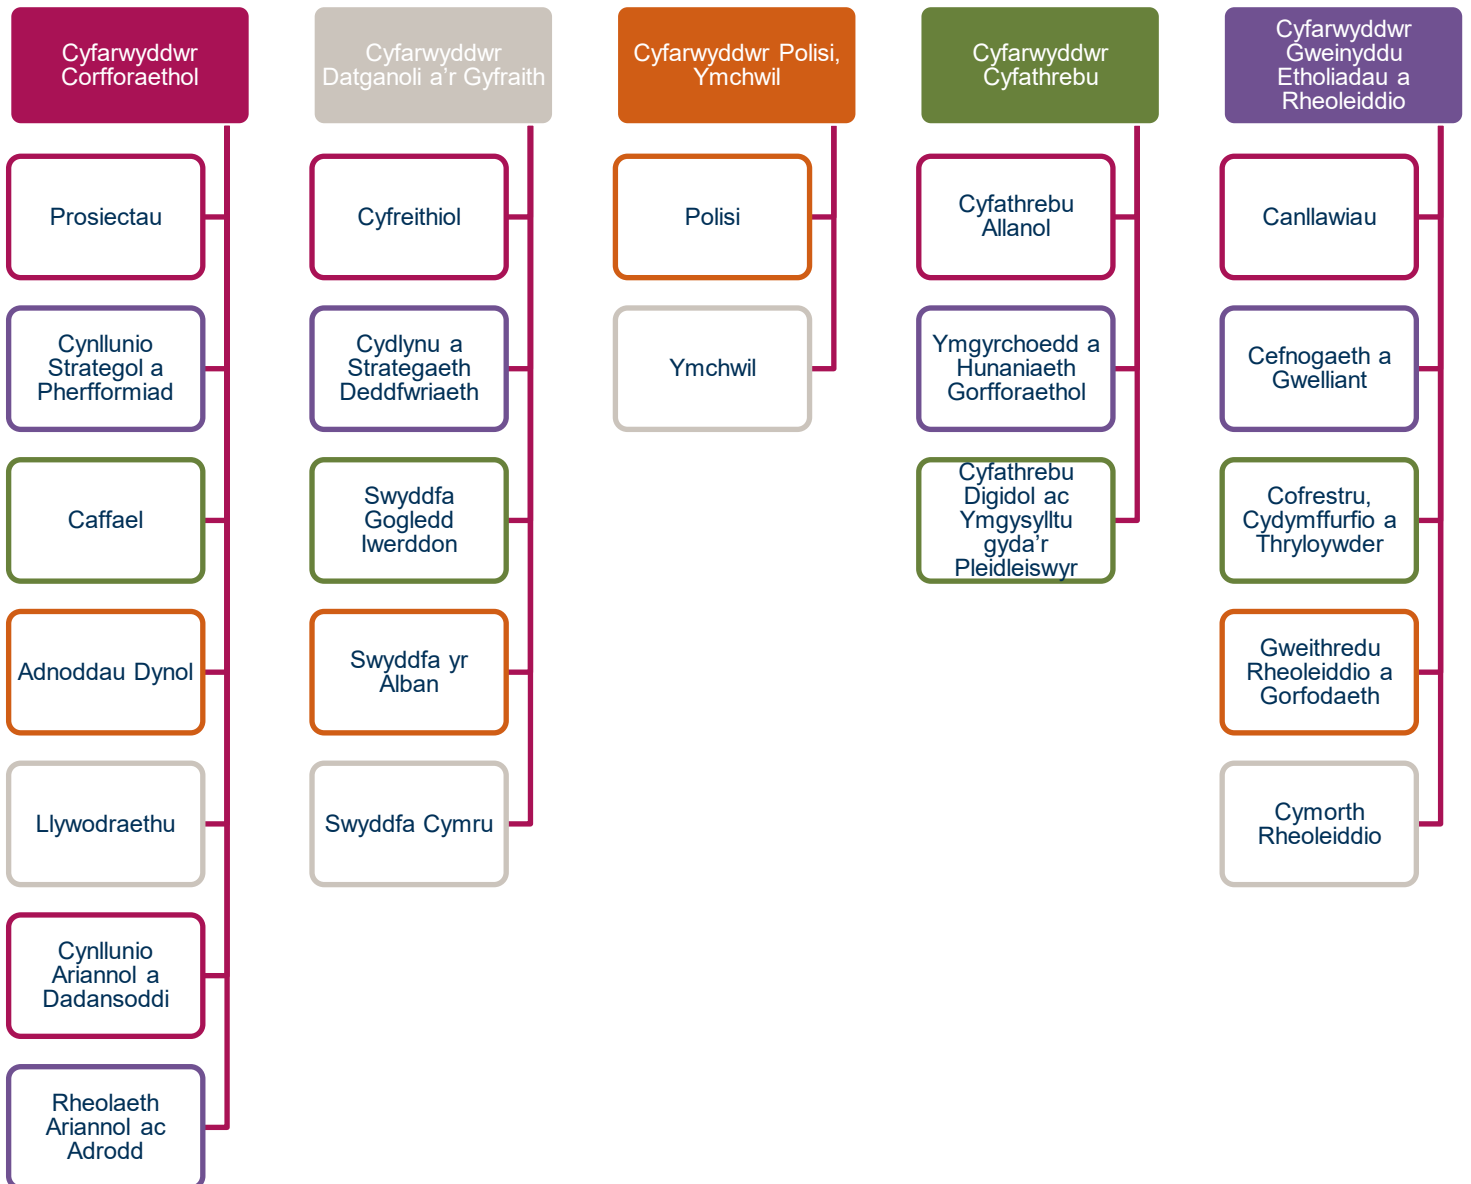 Cyfarwyddwr
Corfforaethol
Prosiectau
Cynllunio
Strategol a
Pherfformiad
Caffael
Adnoddau Dynol
Llywodraethu
Cynllunio
Ariannol a
Dadansoddi
Rheolaeth
Ariannol ac
Adrodd
Cyfarwyddwr
Datganoli a’r Gyfraith
Cyfreithiol
Cydlynu a
Strategaeth
Deddfwriaeth
Swyddfa
Gogledd
Iwerddon
Swyddfa yr
Alban
Swyddfa Cymru
Cyfarwyddwr Polisi,
Ymchwil
Polisi
Ymchwil
Cyfarwyddwr
Cyfathrebu
Cyfathrebu
Allanol
Ymgyrchoedd a
Hunaniaeth
Gorfforaethol
Cyfathrebu
Digidol ac
Ymgysylltu
gyda’r
Pleidleiswyr
Cyfarwyddwr
Gweinyddu
Etholiadau a
Rheoleiddio
Canllawiau
Cefnogaeth a
Gwelliant
Cofrestru,
Cydymffurfio a
Thryloywder
Gweithredu
Rheoleiddio a
Gorfodaeth
Cymorth
Rheoleiddio